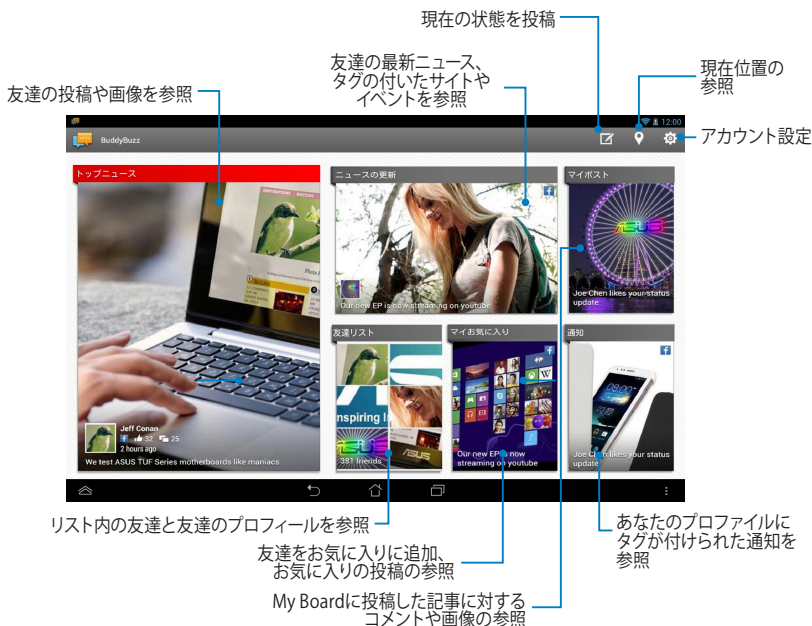 現在の状態を投稿
友達の最新ニュース、
タグの付いたサイトや
イベントを参照
現在位置の
参照
友達の投稿や画像を参照
アカウント設定
12:00
BuddyBuzz
トップニュース
ニュースの更新
マイポスト
Our new EP is now streaming on youtube
Joe Chen likes your status
update
友達リスト
マイお気に入り
通知
nspiring In
ASUS
381 friends
Our new EP is now
streaming on youtube
Joe Chen likes your status
update
Jeff Conan
32 25
2 hours ago
We test ASUS TUF Series motherboards like maniacs
リスト内の友達と友達のプロフィールを参照
友達をお気に入りに追加、
お気に入りの投稿の参照
My Boardに投稿した記事に対する
コメントや画像の参照
あなたのプロファイルに
タグが付けられた通知を
参照